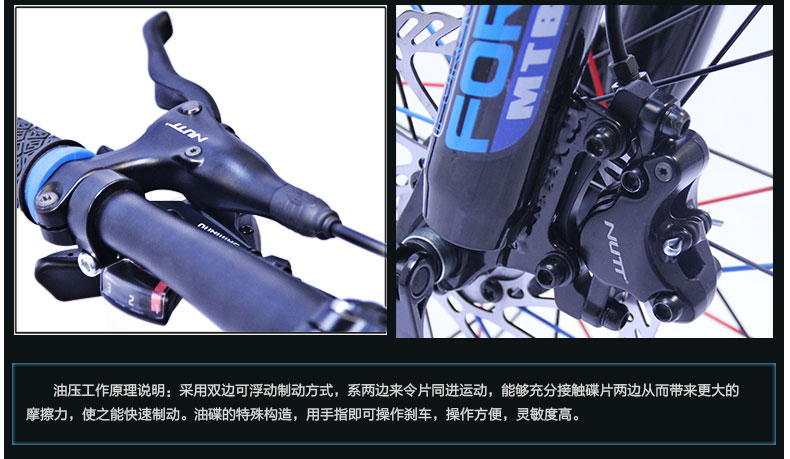 NUTT
SHIMANO
3 2
FOR
MTB
NUTT
油压工作原理说明：采用双边可浮动制动方式，系两边来令片同进运动，能够充分接触碟片两边从而带来更大的
摩擦力，使之能快速制动。油碟的特殊构造，用手指即可操作刹车，操作方便，灵敏度高。